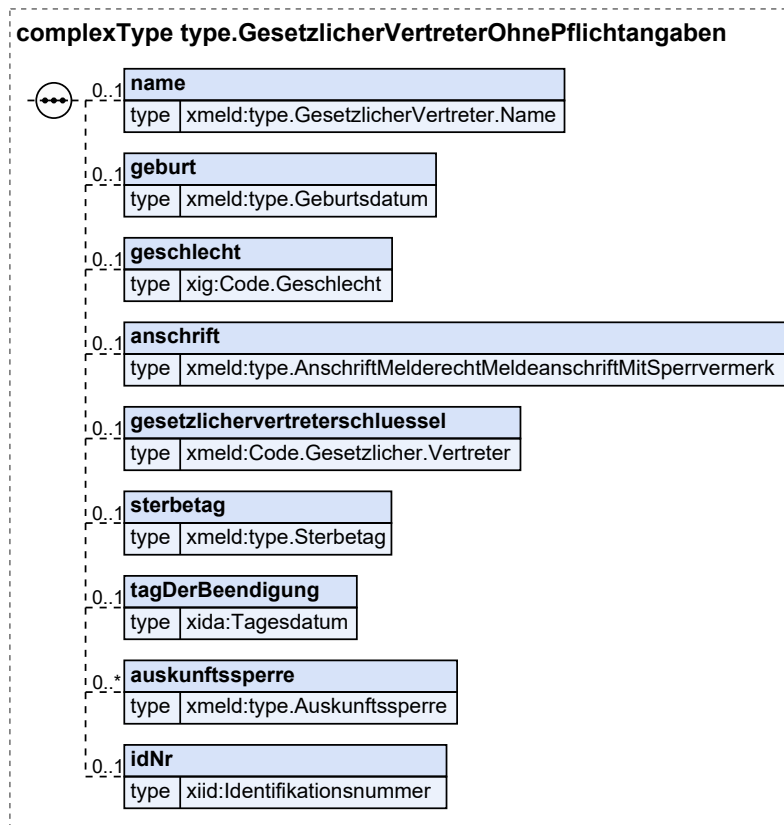 complexType type.GesetzlicherVertreterOhnePflichtangaben
0..1 name
type xmeld:type.GesetzlicherVertreter.Name
0..1 geburt
type xmeld:type.Geburtsdatum
0..1 geschlecht
type xig:Code.Geschlecht
0..1 anschrift
type xmeld:type.AnschriftMelderechtMeldeanschriftMitSperrvermerk
0..1 gesetzlichervertreterschluessel
type xmeld:Code.Gesetzlicher.Vertreter
0..1 sterbetag
type xmeld:type.Sterbetag
0..1 tagDerBeendigung
type xida:Tagesdatum
0..* auskunftssperre
type xmeld:type.Auskunftssperre
0..1 idNr
type xiid:Identifikationsnummer